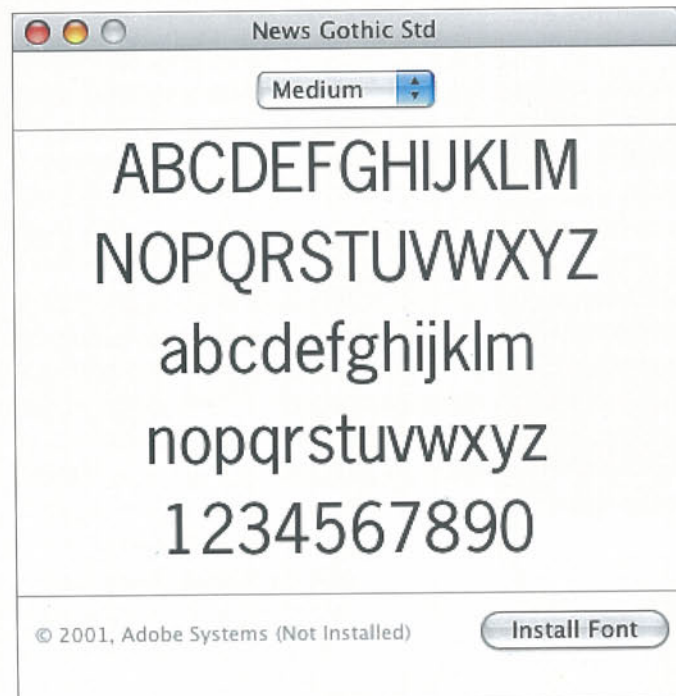 News Gothic Std
Medium
ABCDEFGHIJKLM
NOPQRSTUVWXYZ
abcdefghijklm
nopqrstuvwxyz
1234567890
© 2001, Adobe Systems (Not Installed)
Install Font